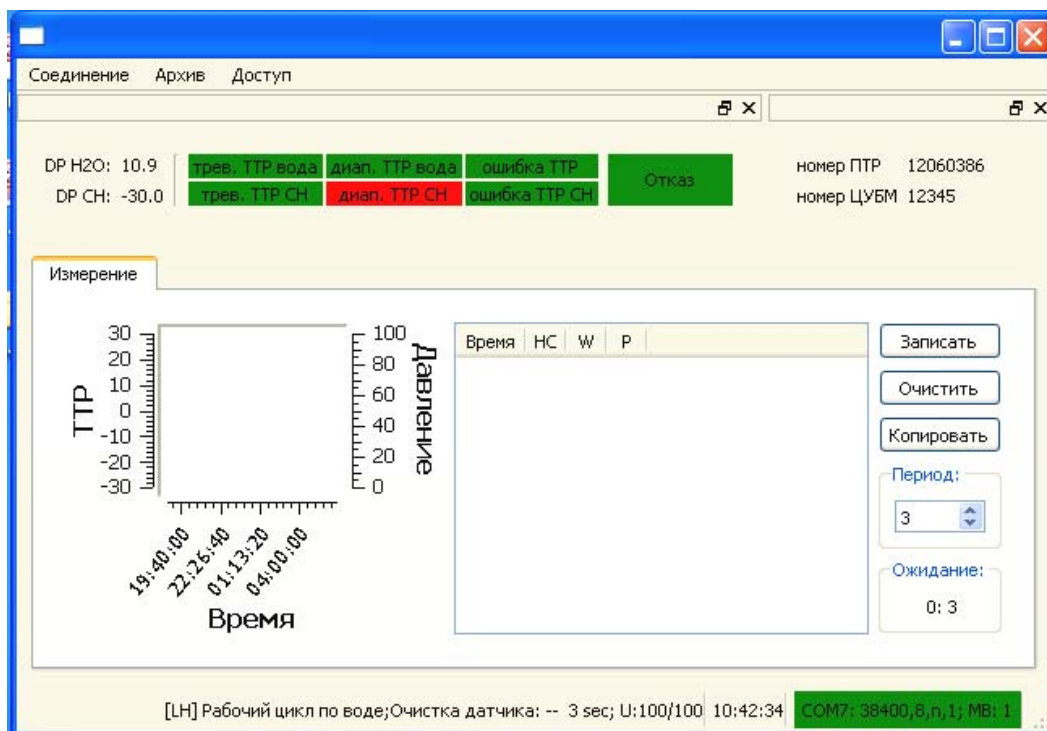 Соединение Архив Доступ
DP H2O: 10.9 трев. ТТР вода диап. ТТР вода ошибка ТТР Отказ номер ПТР 12060386
DP CH: -30.0 трев. ТТР СН диап. ТТР СН ошибка ТТР СН номер ЦУБМ 12345
Измерение
ТТР
30
20
10
0
-10
-20
-30
100
80
60
40
20
0
Давление
19:40:00
22:26:40
01:13:20
04:00:00
Время
Время HC W P
Записать
Очистить
Копировать
Период:
3
Ожидание:
0: 3
[LH] Рабочий цикл по воде;Очистка датчика: -- 3 sec; U:100/100 10:42:34 COM7: 38400,8,n,1; MB: 1